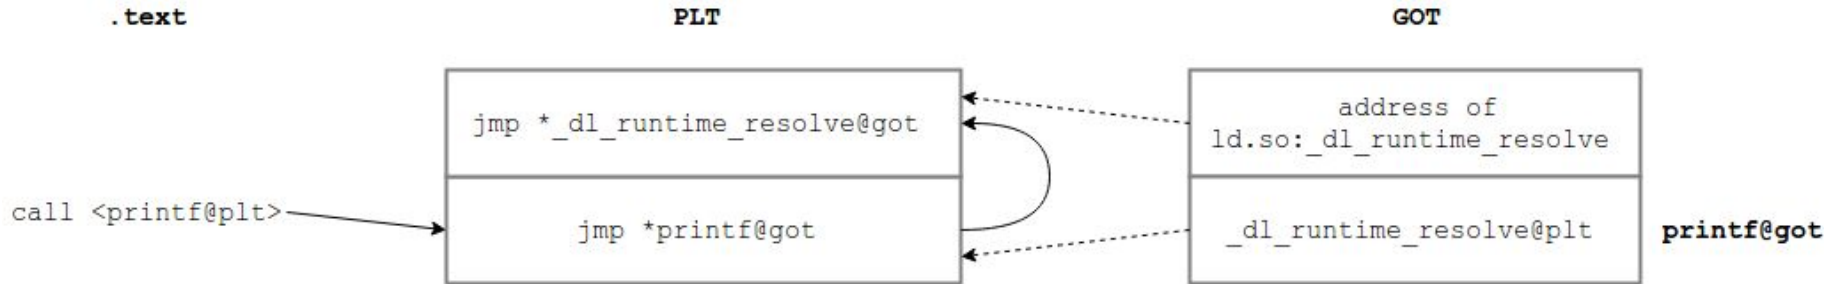 .text
PLT
GOT
jmp *_dl_runtime_resolve@got
address of
ld.so:_dl_runtime_resolve
call <printf@plt>
jmp *printf@got
_dl_runtime_resolve@plt
printf@got